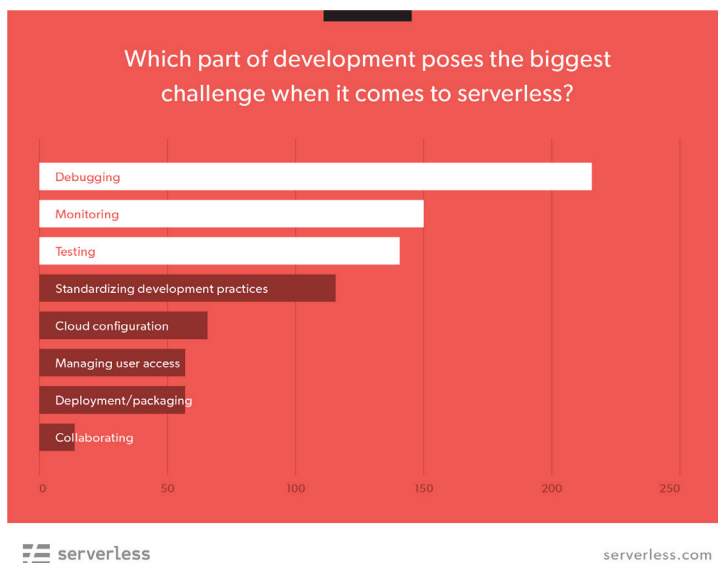 Which part of development poses the biggest
challenge when it comes to serverless?
Debugging
Monitoring
Testing
Standardizing development practices
Cloud configuration
Managing user access
Deployment/packaging
Collaborating
0 50 100 150 200 250
serverless serverless.com